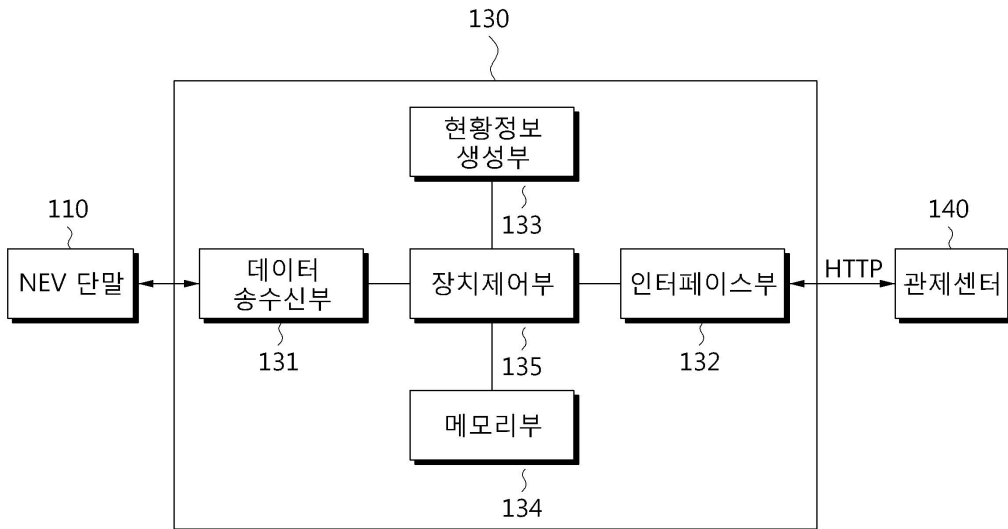 130
현황정보
생성부
133
110
NEV 단말
데이터
송수신부
131
장치제어부
135
인터페이스부
132
HTTP
140
관제센터
메모리부
134